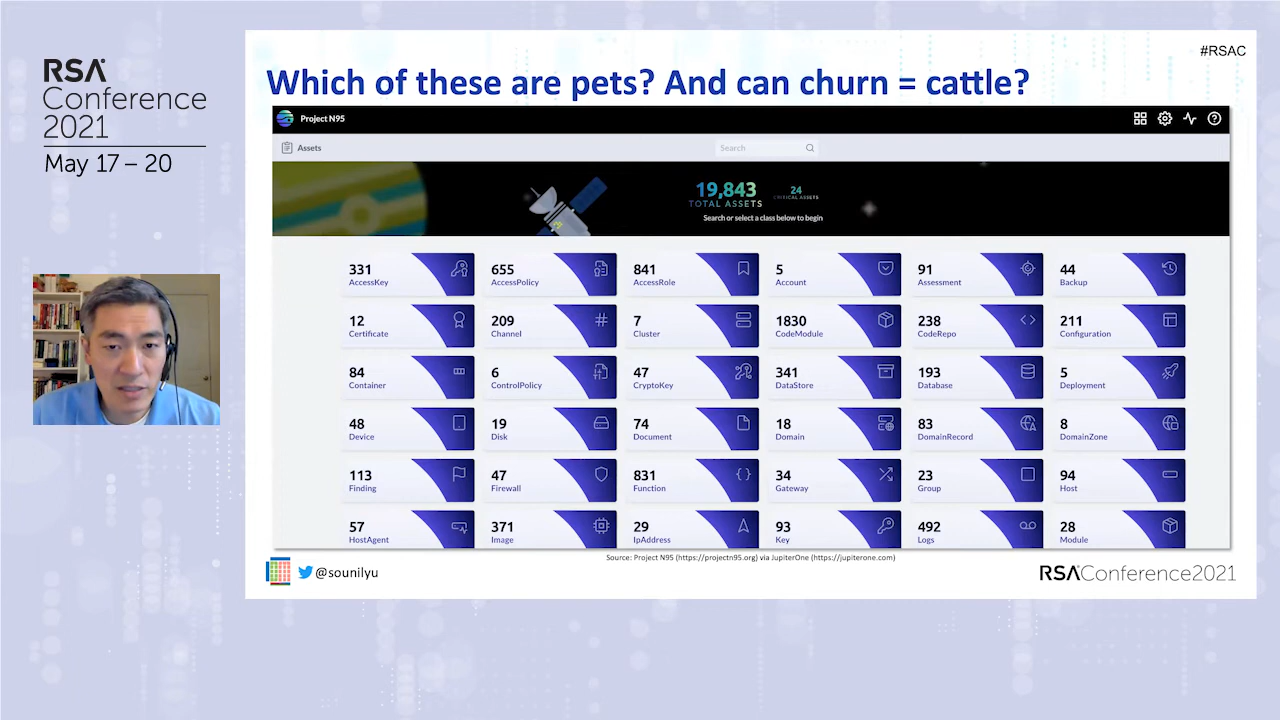 RSA
Conference
2021
May 17 – 20
#RSAC
Which of these are pets? And can churn = cattle?
Project N95
Assets
Search
19,843
TOTAL ASSETS
24
CRITICAL ASSETS
Search or select a class below to begin
331
AccessKey
655
AccessPolicy
841
AccessRole
5
Account
91
Assessment
44
Backup
12
Certificate
209
Channel
7
Cluster
1830
CodeModule
238
CodeRepo
211
Configuration
84
Container
6
ControlPolicy
47
CryptoKey
341
DataStore
193
Database
5
Deployment
48
Device
19
Disk
74
Document
18
Domain
83
DomainRecord
8
DomainZone
113
Finding
47
Firewall
831
Function
34
Gateway
23
Group
94
Host
57
HostAgent
371
Image
29
IpAddress
93
Key
492
Logs
28
Module
Source: Project N95 (https://projectn95.org) via JupiterOne (https://jupiterone.com)
@sounilyu
RSAConference2021